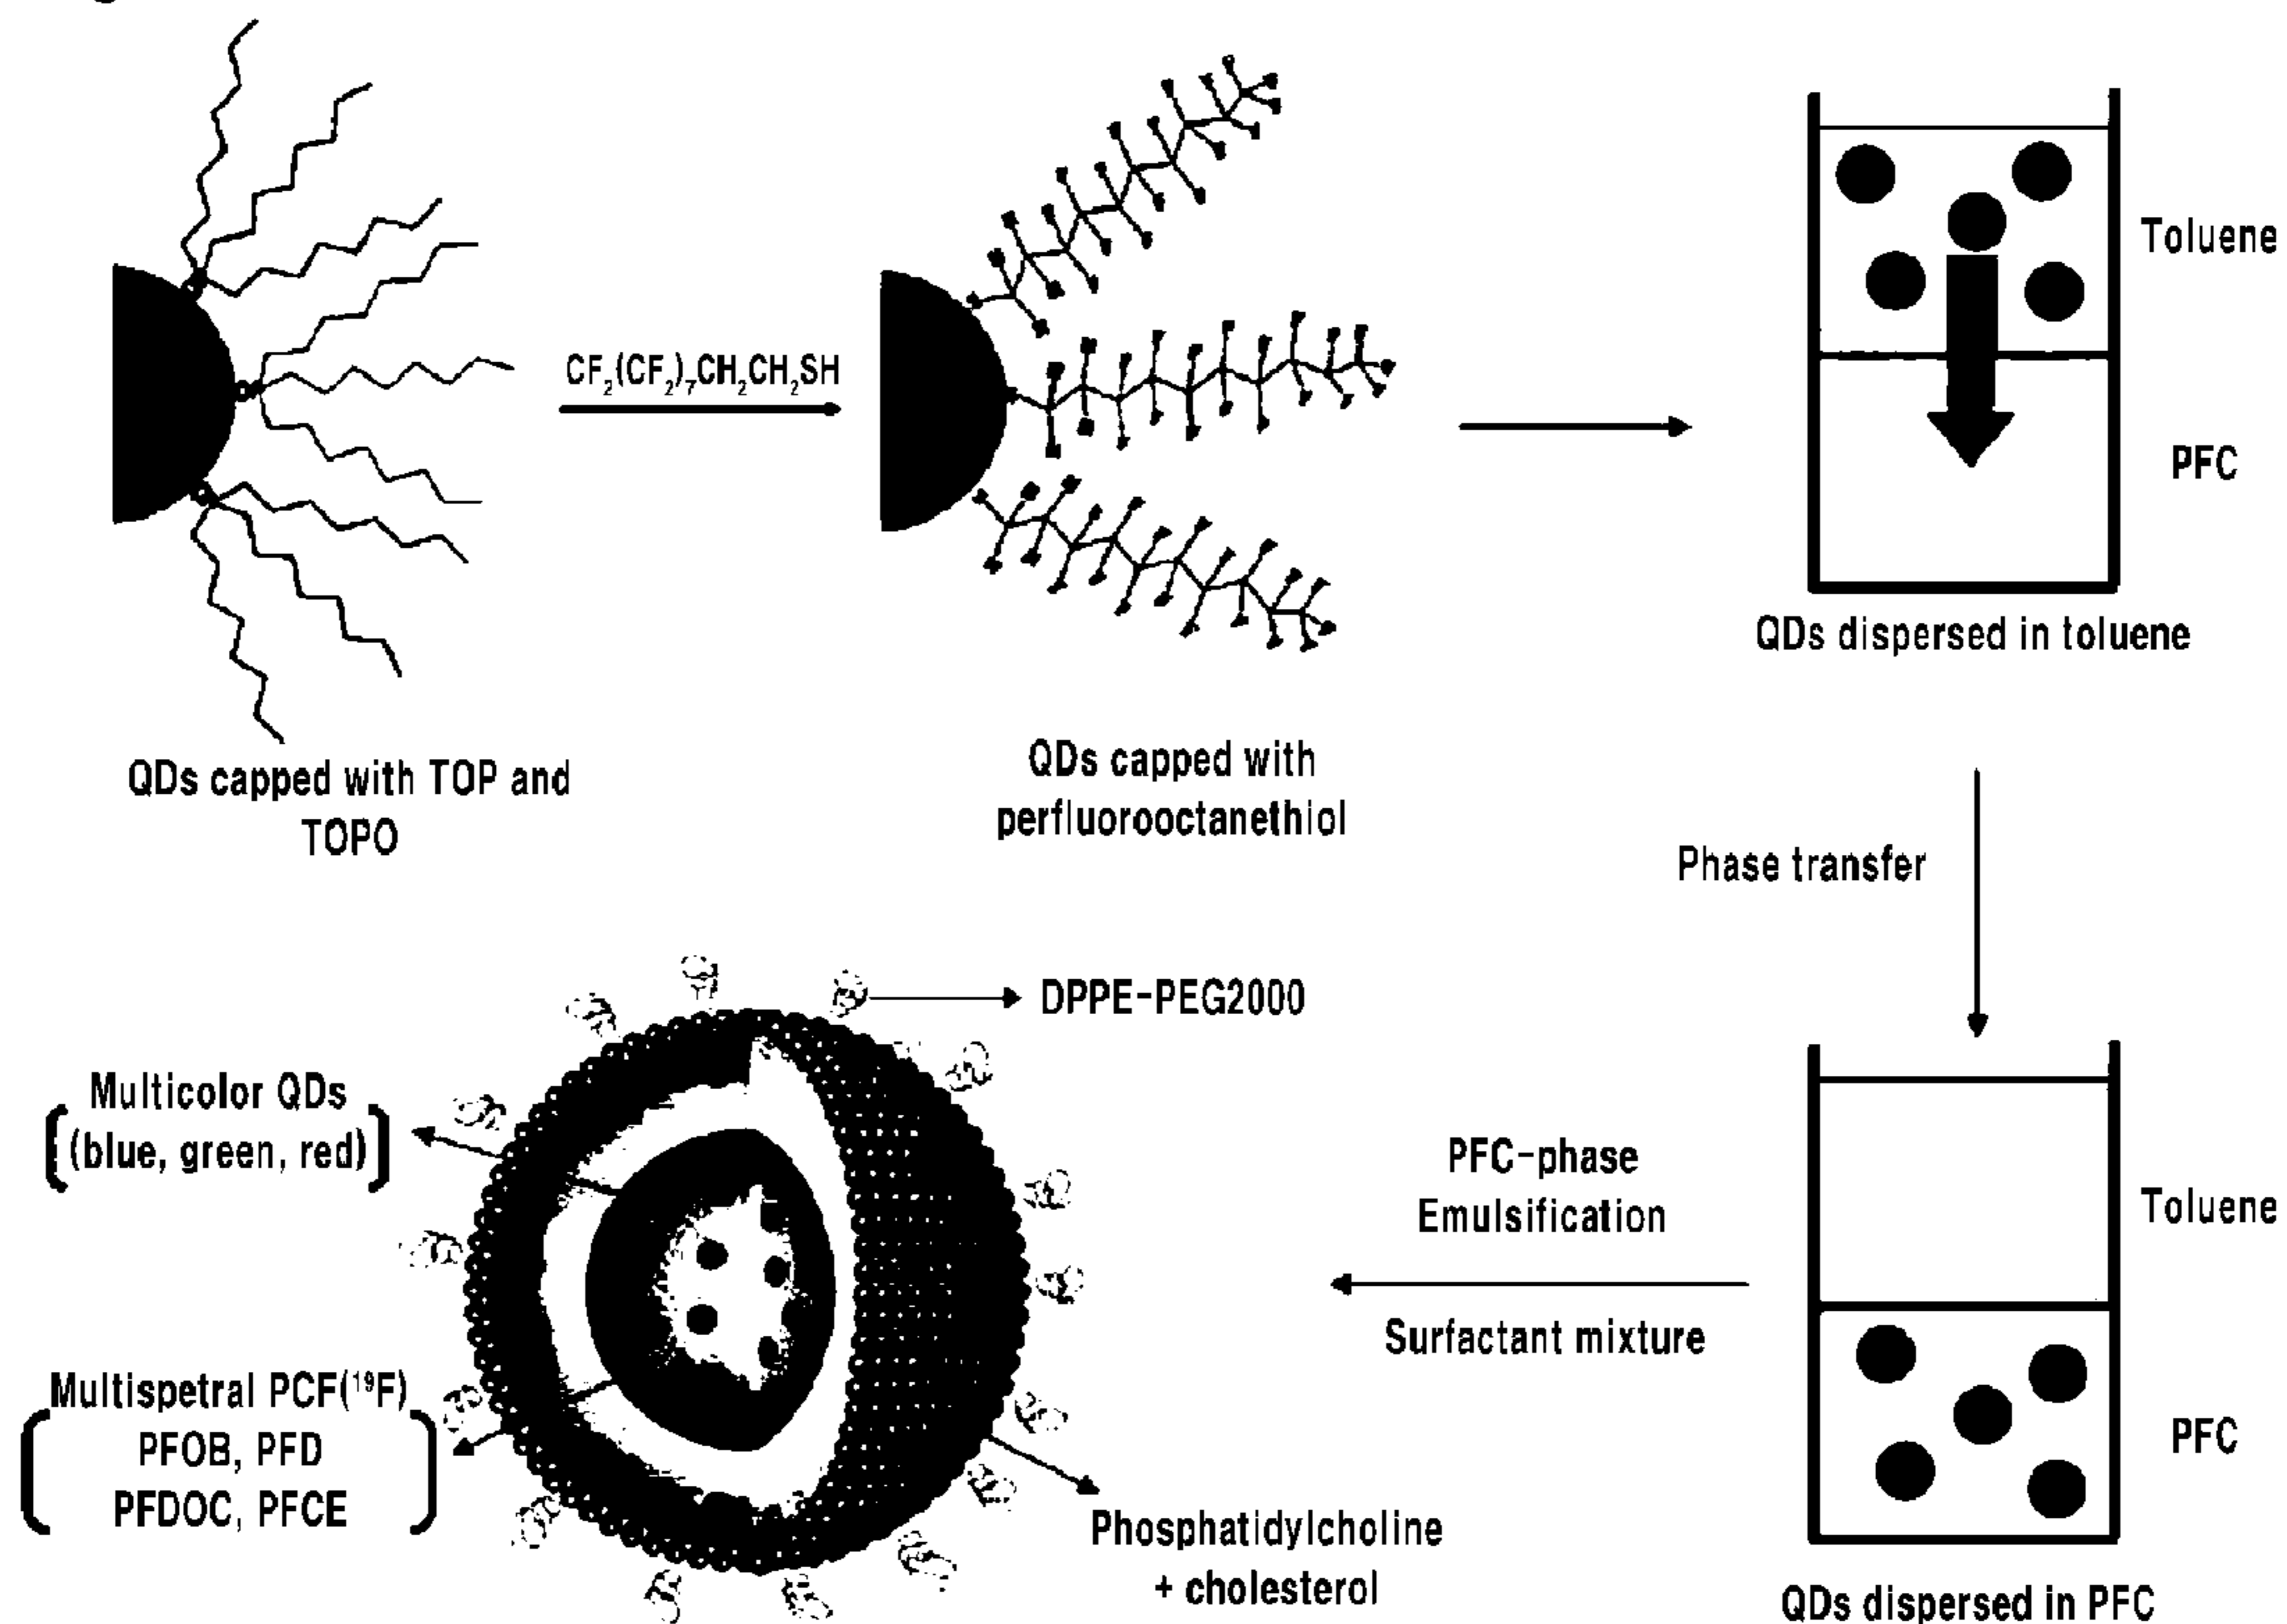 CF₂(CF₂)₇CH₂CH₂SH
Toluene
PFC
QDs dispersed in toluene
QDs capped with TOP and
TOPO
QDs capped with
perfluorooctanethiol
Phase transfer
DPPE-PEG2000
Multicolor QDs
(blue, green, red)
Multispetral PCF(¹⁹F)
PFOB, PFD
PFDOC, PFCE
Phosphatidylcholine
+ cholesterol
PFC-phase
Emulsification
Surfactant mixture
Toluene
PFC
QDs dispersed in PFC